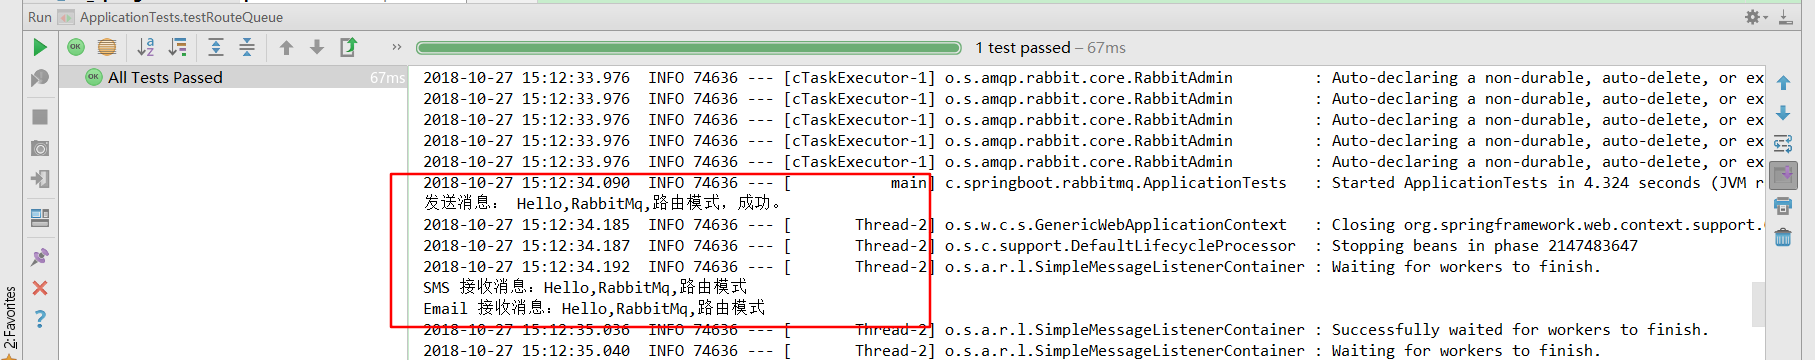 Run ApplicationTests.testRouteQueue
OK
1 test passed – 67ms
OK All Tests Passed 67ms
2018-10-27 15:12:33.976 INFO 74636 --- [cTaskExecutor-1] o.s.amqp.rabbit.core.RabbitAdmin : Auto-declaring a non-durable, auto-delete, or ex
2018-10-27 15:12:33.976 INFO 74636 --- [cTaskExecutor-1] o.s.amqp.rabbit.core.RabbitAdmin : Auto-declaring a non-durable, auto-delete, or ex
2018-10-27 15:12:33.976 INFO 74636 --- [cTaskExecutor-1] o.s.amqp.rabbit.core.RabbitAdmin : Auto-declaring a non-durable, auto-delete, or ex
2018-10-27 15:12:33.976 INFO 74636 --- [cTaskExecutor-1] o.s.amqp.rabbit.core.RabbitAdmin : Auto-declaring a non-durable, auto-delete, or ex
2018-10-27 15:12:33.976 INFO 74636 --- [cTaskExecutor-1] o.s.amqp.rabbit.core.RabbitAdmin : Auto-declaring a non-durable, auto-delete, or ex
2018-10-27 15:12:34.090 INFO 74636 --- [ main] c.springboot.rabbitmq.ApplicationTests : Started ApplicationTests in 4.324 seconds (JVM r
发送消息： Hello,RabbitMq,路由模式，成功。
2018-10-27 15:12:34.185 INFO 74636 --- [ Thread-2] o.s.w.c.s.GenericWebApplicationContext : Closing org.springframework.web.context.support.
2018-10-27 15:12:34.187 INFO 74636 --- [ Thread-2] o.s.c.support.DefaultLifecycleProcessor : Stopping beans in phase 2147483647
2018-10-27 15:12:34.192 INFO 74636 --- [ Thread-2] o.s.a.r.l.SimpleMessageListenerContainer : Waiting for workers to finish.
SMS 接收消息：Hello,RabbitMq,路由模式
Email 接收消息：Hello,RabbitMq,路由模式
2018-10-27 15:12:35.036 INFO 74636 --- [ Thread-2] o.s.a.r.l.SimpleMessageListenerContainer : Successfully waited for workers to finish.
2018-10-27 15:12:35.040 INFO 74636 --- [ Thread-2] o.s.a.r.l.SimpleMessageListenerContainer : Waiting for workers to finish.
2: Favorites